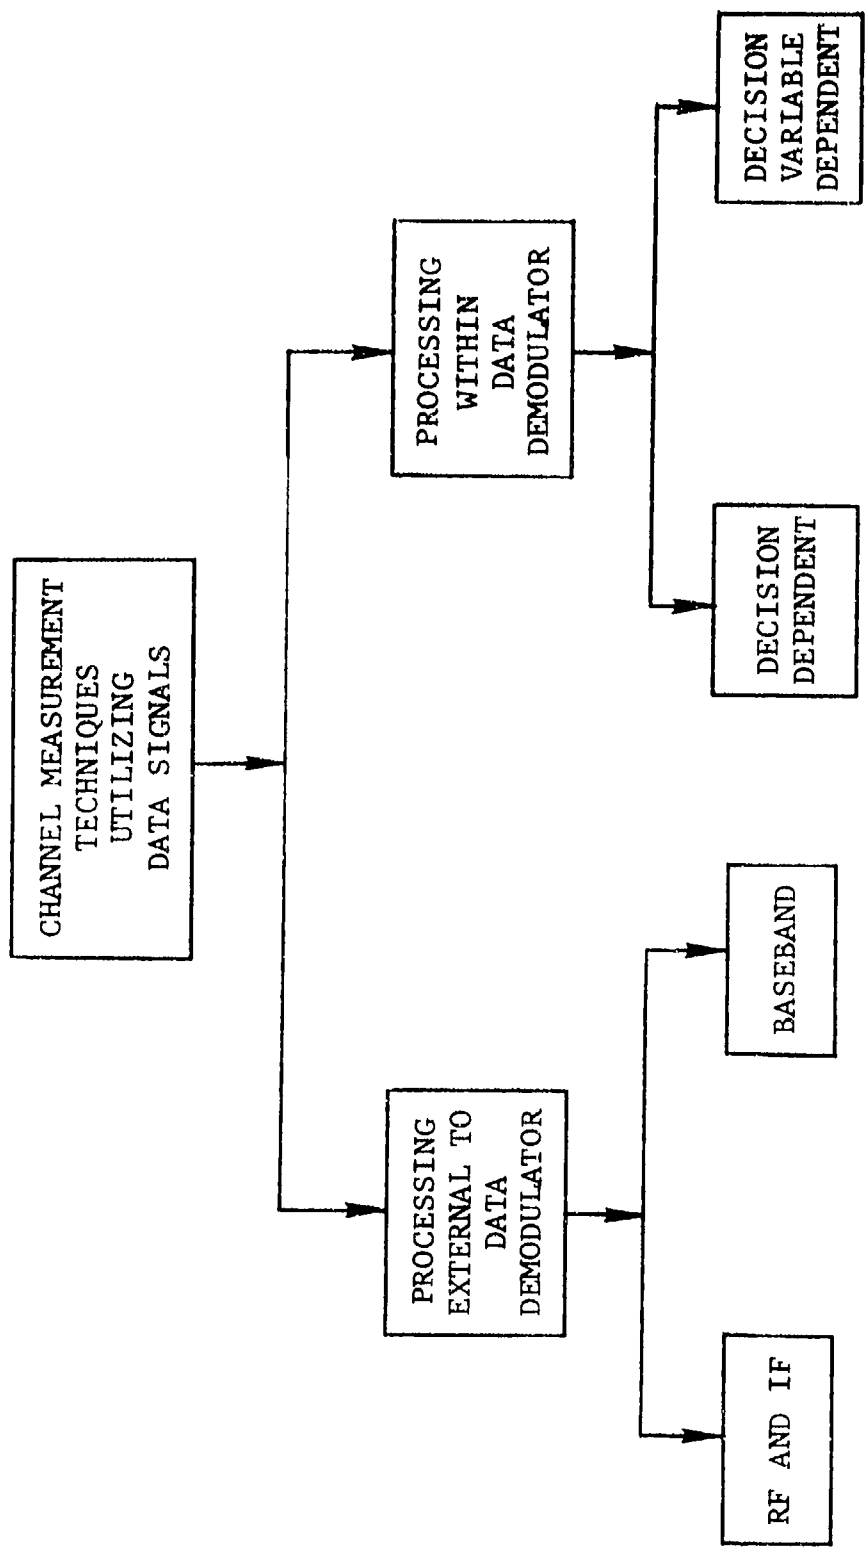 CHANNEL MEASUREMENT
TECHNIQUES
UTILIZING
DATA SIGNALS
PROCESSING
EXTERNAL TO
DATA
DEMODULATOR
PROCESSING
WITHIN
DATA
DEMODULATOR
RF AND IF
BASEBAND
DECISION
DEPENDENT
DECISION
VARIABLE
DEPENDENT